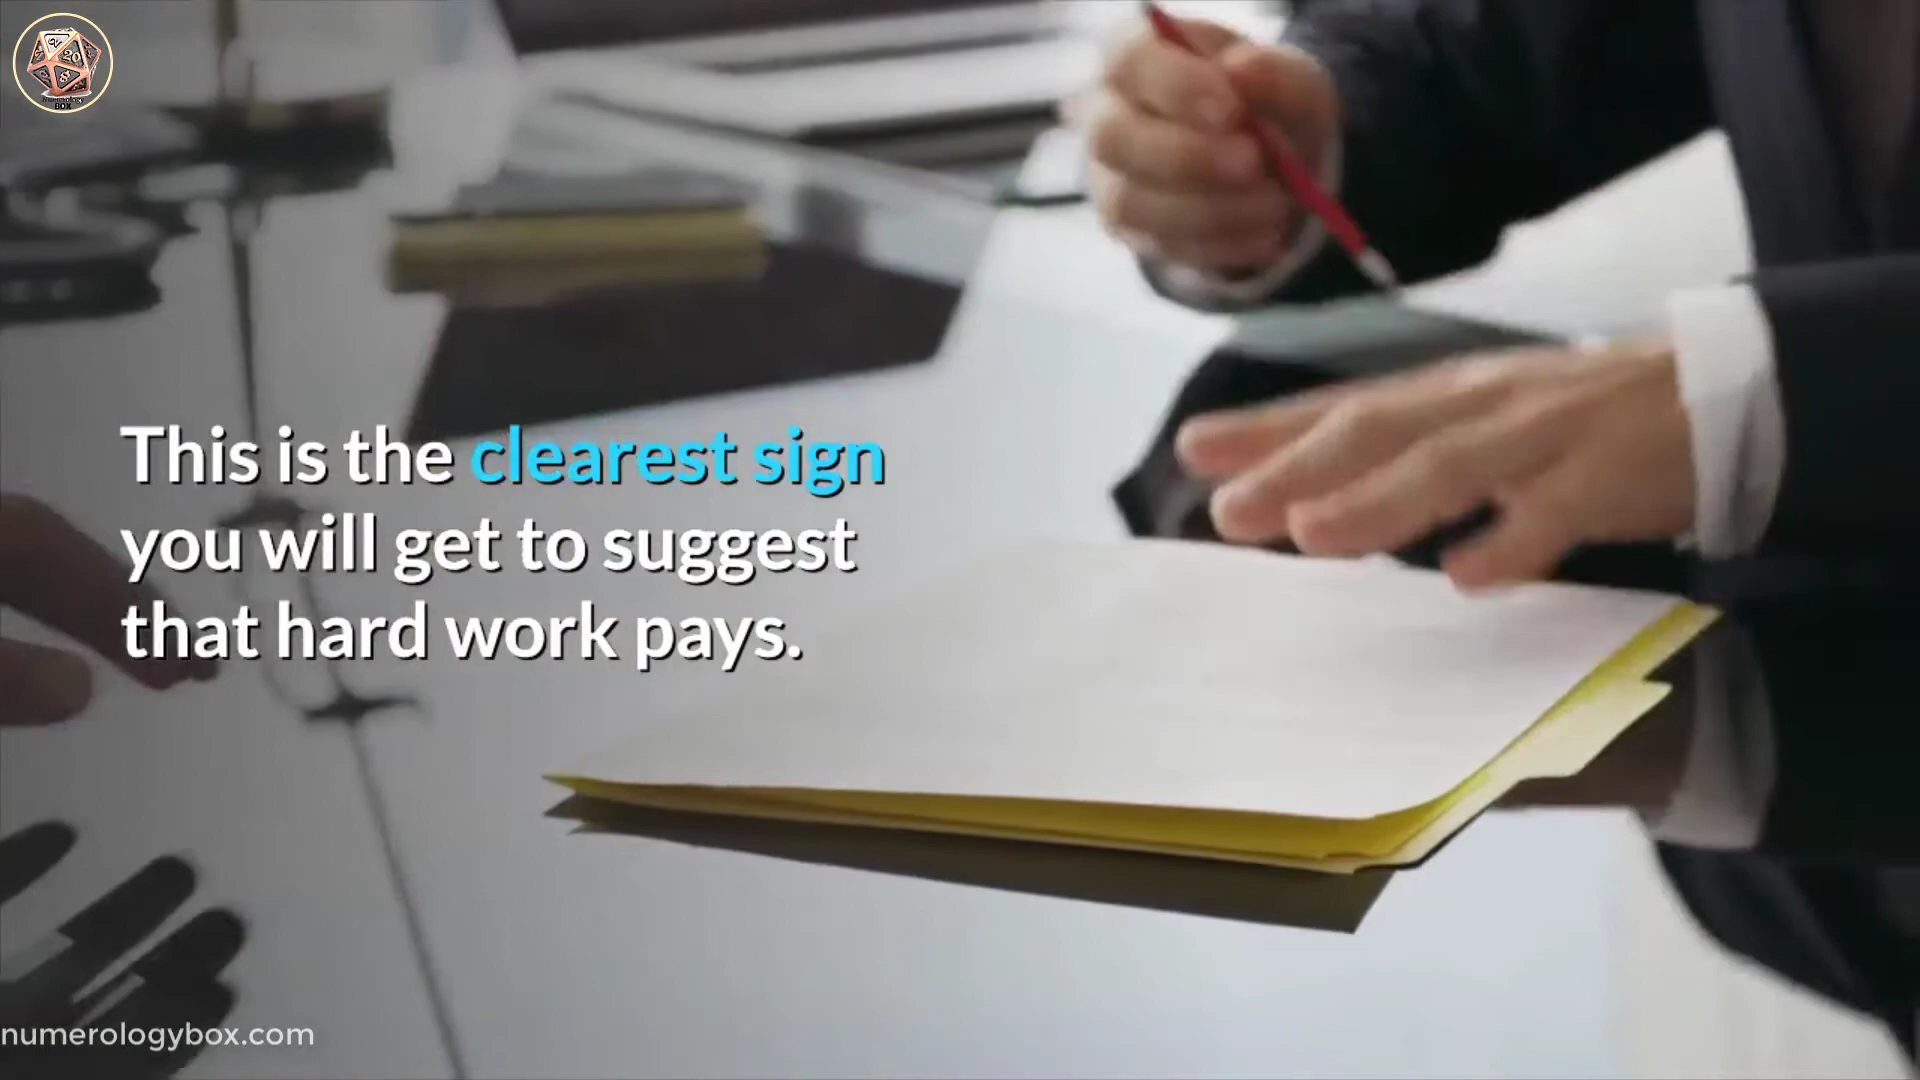 This is the clearest sign
you will get to suggest
that hard work pays.
numerologybox.com